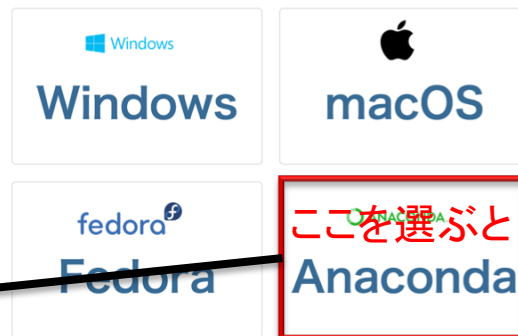 Windows
Windows
macOS
fedora
Fedora
ここを選ぶと
ANACONDA
Anaconda